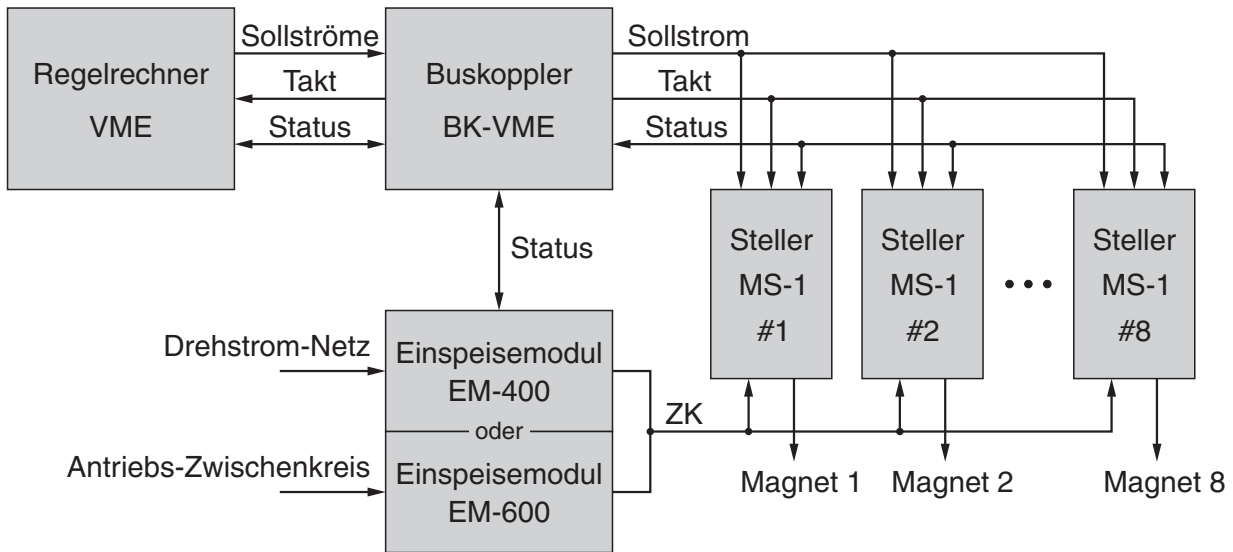 Regelrechner
VME
Sollströme
Takt
Status
Buskoppler
BK-VME
Sollstrom
Takt
Status
Status
Steller
MS-1
#1
Steller
MS-1
#2
Steller
MS-1
#8
Drehstrom-Netz
Einspeisemodul
EM-400
oder
Antriebs-Zwischenkreis
Einspeisemodul
EM-600
ZK
Magnet 1
Magnet 2
Magnet 8